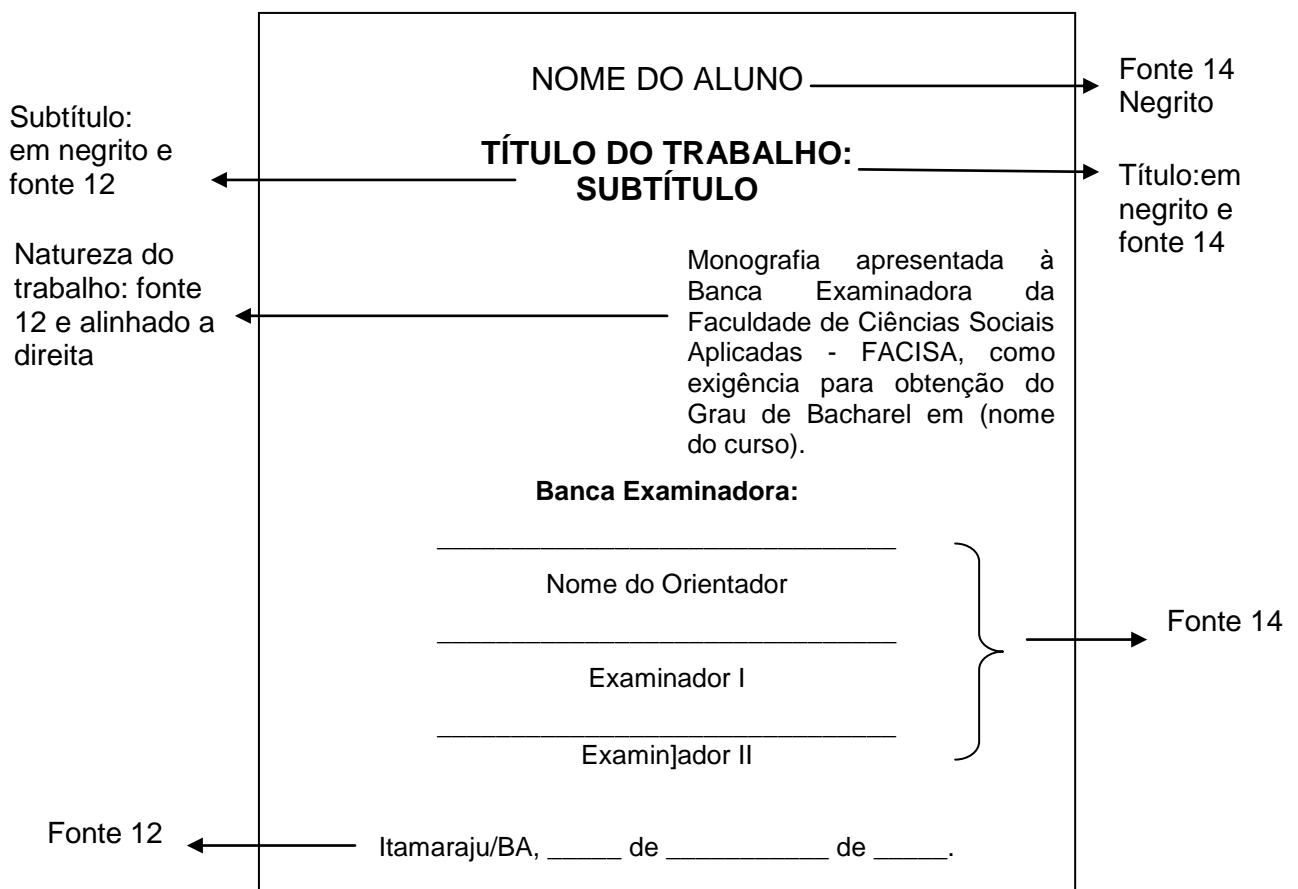 NOME DO ALUNO
Fonte 14
Negrito
Subtítulo:
em negrito e
fonte 12
TÍTULO DO TRABALHO:
SUBTÍTULO
Título:em
negrito e
fonte 14
Natureza do
trabalho: fonte
12 e alinhado a
direita
Monografia apresentada à
Banca Examinadora da
Faculdade de Ciências Sociais
Aplicadas - FACISA, como
exigência para obtenção do
Grau de Bacharel em (nome
do curso).
Banca Examinadora:
_______________________________
Nome do Orientador
_______________________________
Examinador I
_______________________________
Examin]ador II
Fonte 14
Fonte 12
Itamaraju/BA, _____ de ___________ de _____.